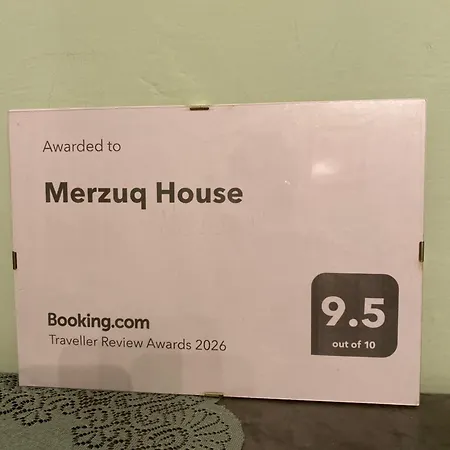 Awarded to
Merzuq House
Booking.com
Traveller Review Awards 2026
9.5
out of 10